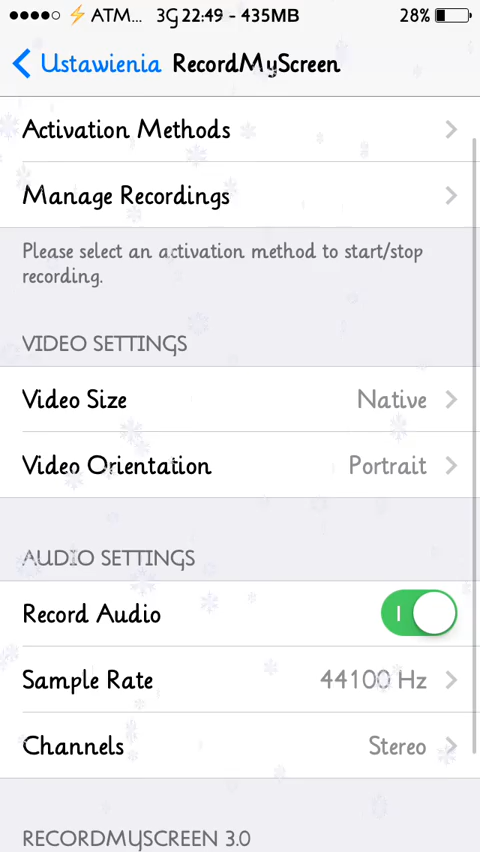 ATM... 3G 22:49 - 435MB 28%
Ustawienia RecordMyScreen
Activation Methods
Manage Recordings
Please select an activation method to start/stop
recording.
VIDEO SETTINGS
Video Size Native
Video Orientation Portrait
AUDIO SETTINGS
Record Audio
Sample Rate 44100 Hz
Channels Stereo
RECORDMYSCREEN 3.0